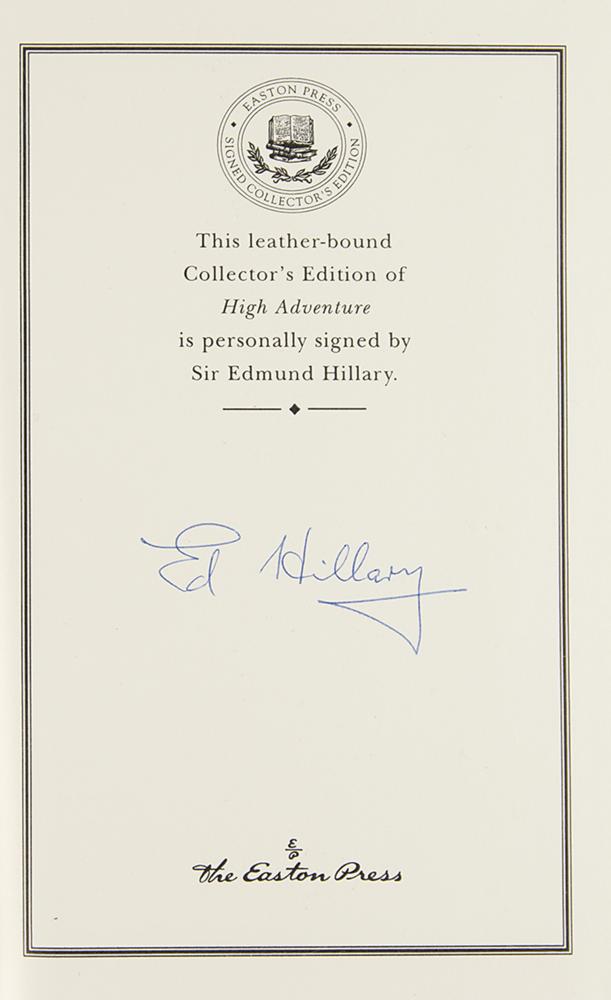 EASTON PRESS
SIGNED COLLECTOR'S EDITION
This leather-bound
Collector's Edition of
High Adventure
is personally signed by
Sir Edmund Hillary.
Ed Hillary
E
P
The Easton Press